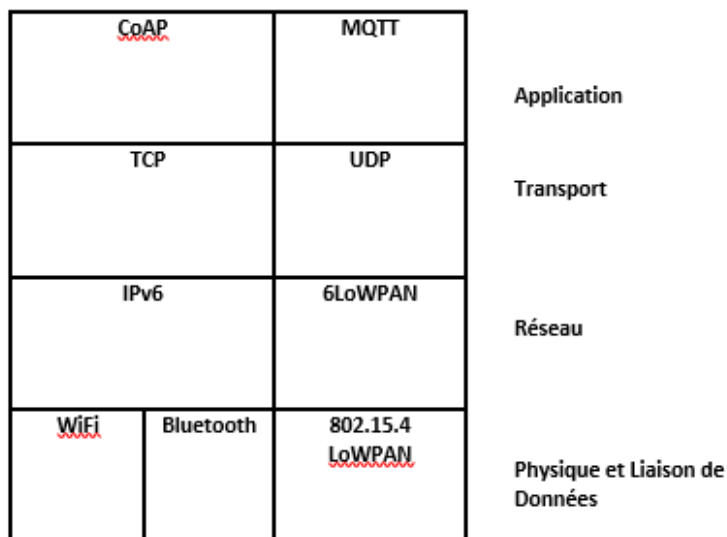 CoAP MQTT
Application
TCP UDP
Transport
IPv6 6LoWPAN
Réseau
WiFi Bluetooth 802.15.4
LoWPAN
Physique et Liaison de
Données